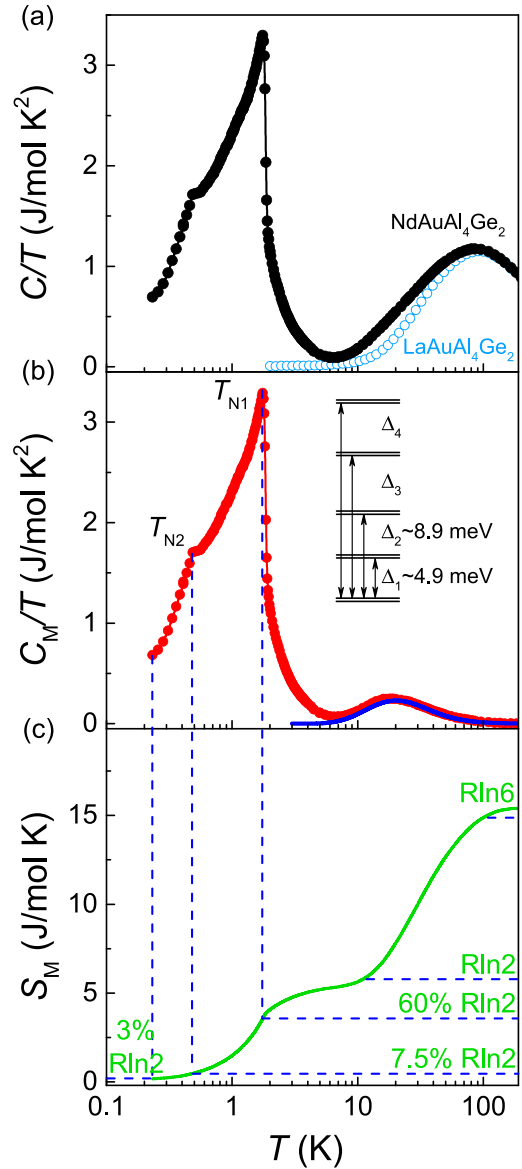 (a)
3
2
1
0
C/T (J/mol K²)
NdAuAl₄Ge₂
LaAuAl₄Ge₂
(b)
3
2
1
0
C_M/T (J/mol K²)
T_N1
T_N2
Δ₄
Δ₃
Δ₂~8.9 meV
Δ₁~4.9 meV
(c)
15
10
5
0
S_M (J/mol K)
Rln6
Rln2
60% Rln2
3%
Rln2
7.5% Rln2
0.1 1 10 100
T (K)